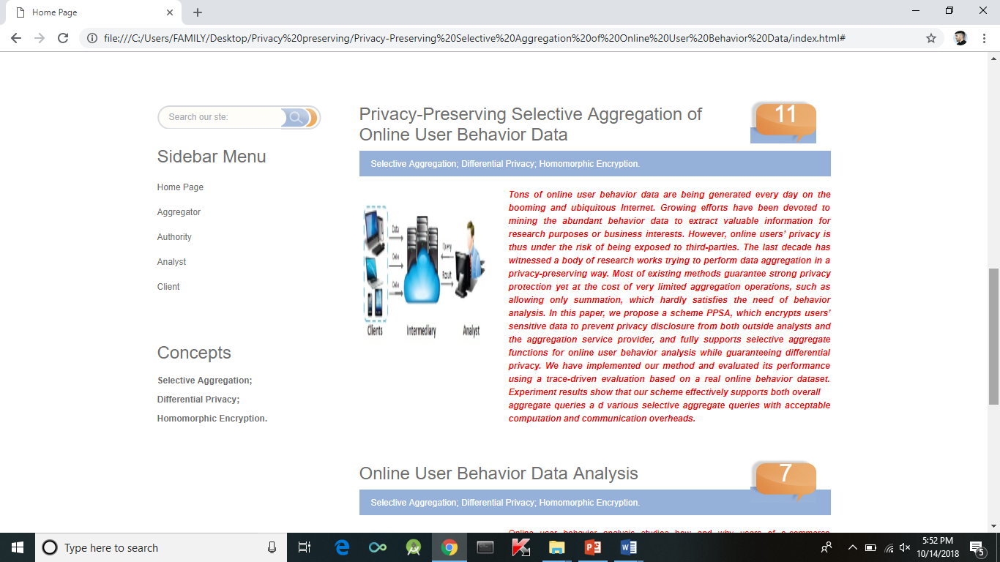 Home Page
file:///C:/Users/FAMILY/Desktop/Privacy%20preserving/Privacy-Preserving%20Selective%20Aggregation%20of%20Online%20User%20Behavior%20Data/index.html#
Search our ste:
Sidebar Menu
Home Page
Aggregator
Authority
Analyst
Client
Concepts
Selective Aggregation;
Differential Privacy;
Homomorphic Encryption.
Privacy-Preserving Selective Aggregation of
Online User Behavior Data
11
Selective Aggregation; Differential Privacy; Homomorphic Encryption.
Data
Data
Data
Query
Result
Clients
Intermediary
Analyst
Tons of online user behavior data are being generated every day on the
booming and ubiquitous Internet. Growing efforts have been devoted to
mining the abundant behavior data to extract valuable information for
research purposes or business interests. However, online users' privacy is
thus under the risk of being exposed to third-parties. The last decade has
witnessed a body of research works trying to perform data aggregation in a
privacy-preserving way. Most of existing methods guarantee strong privacy
protection yet at the cost of very limited aggregation operations, such as
allowing only summation, which hardly satisfies the need of behavior
analysis. In this paper, we propose a scheme PPSA, which encrypts users'
sensitive data to prevent privacy disclosure from both outside analysts and
the aggregation service provider, and fully supports selective aggregate
functions for online user behavior analysis while guaranteeing differential
privacy. We have implemented our method and evaluated its performance
using a trace-driven evaluation based on a real online behavior dataset.
Experiment results show that our scheme effectively supports both overall
aggregate queries a d various selective aggregate queries with acceptable
computation and communication overheads.
Online User Behavior Data Analysis
7
Selective Aggregation; Differential Privacy; Homomorphic Encryption.
Online user behavior analysis studies how and why users of e-commerce
Type here to search
5:52 PM
10/14/2018
5